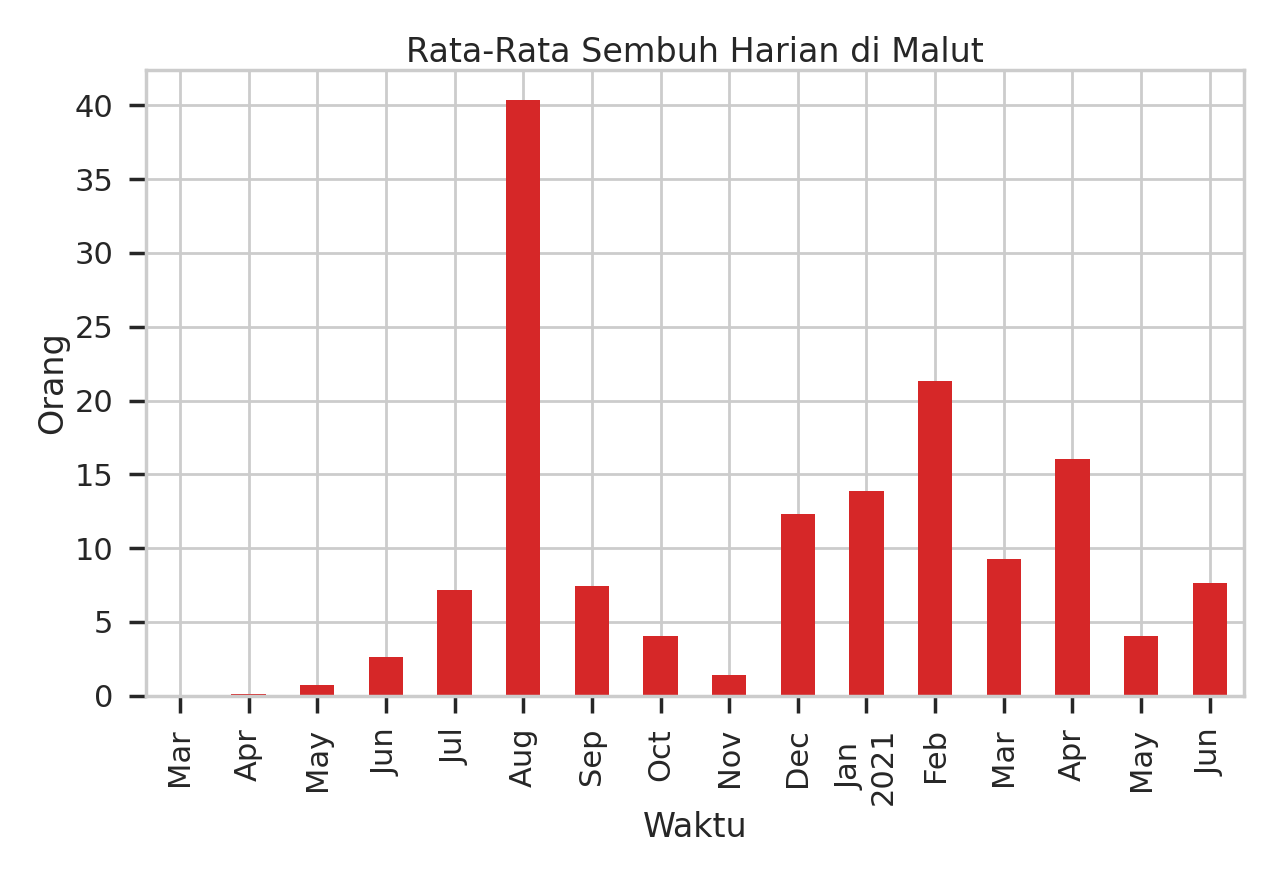 Rata-Rata Sembuh Harian di Malut
Orang
40
35
30
25
20
15
10
5
0
Mar
Apr
May
Jun
Jul
Aug
Sep
Oct
Nov
Dec
Jan
2021
Feb
Mar
Apr
May
Jun
Waktu